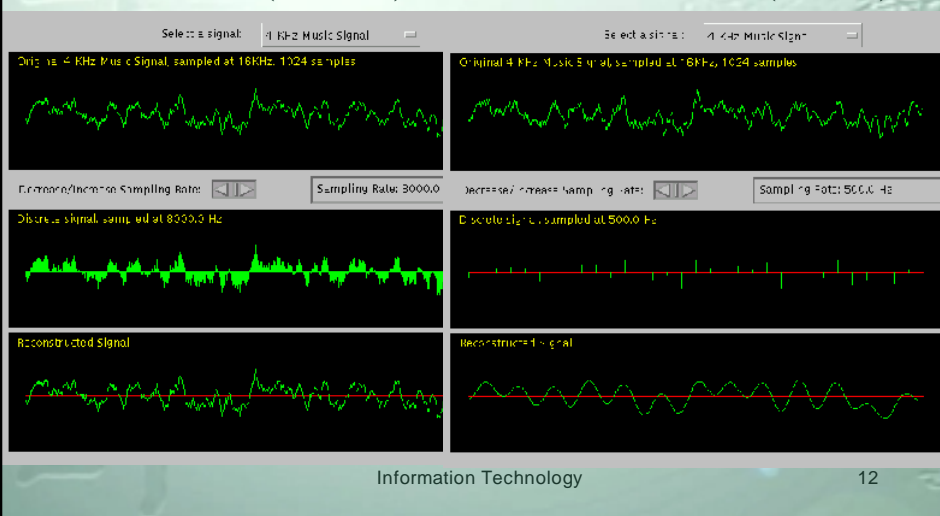 Select a signal: 4 KHz Music Signal
Select a signal: 4 KHz Music Signal
Original 4 KHz Music Signal, sampled at 16KHz, 1024 samples
Original 4 KHz Music Signal, sampled at 16KHz, 1024 samples
Decrease/Increase Sampling Rate: Sampling Rate: 8000.0
Decrease/Increase Sampling Rate: Sampling Rate: 500.0 Hz
Discrete signal, sampled at 8000.0 Hz
Discrete signal, sampled at 500.0 Hz
Reconstructed Signal
Reconstructed Signal
Information Technology 12